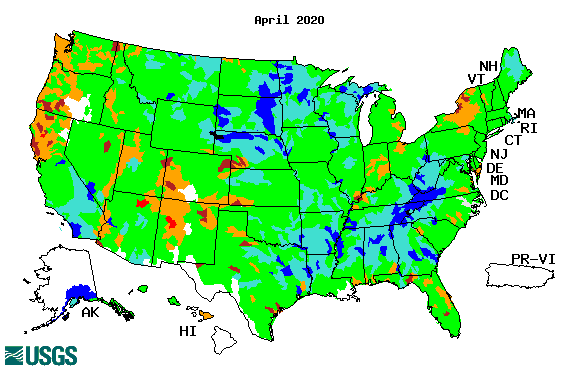 April 2020
NH
VT
MA
RI
CT
NJ
DE
MD
DC
PR-VI
AK
HI
USGS